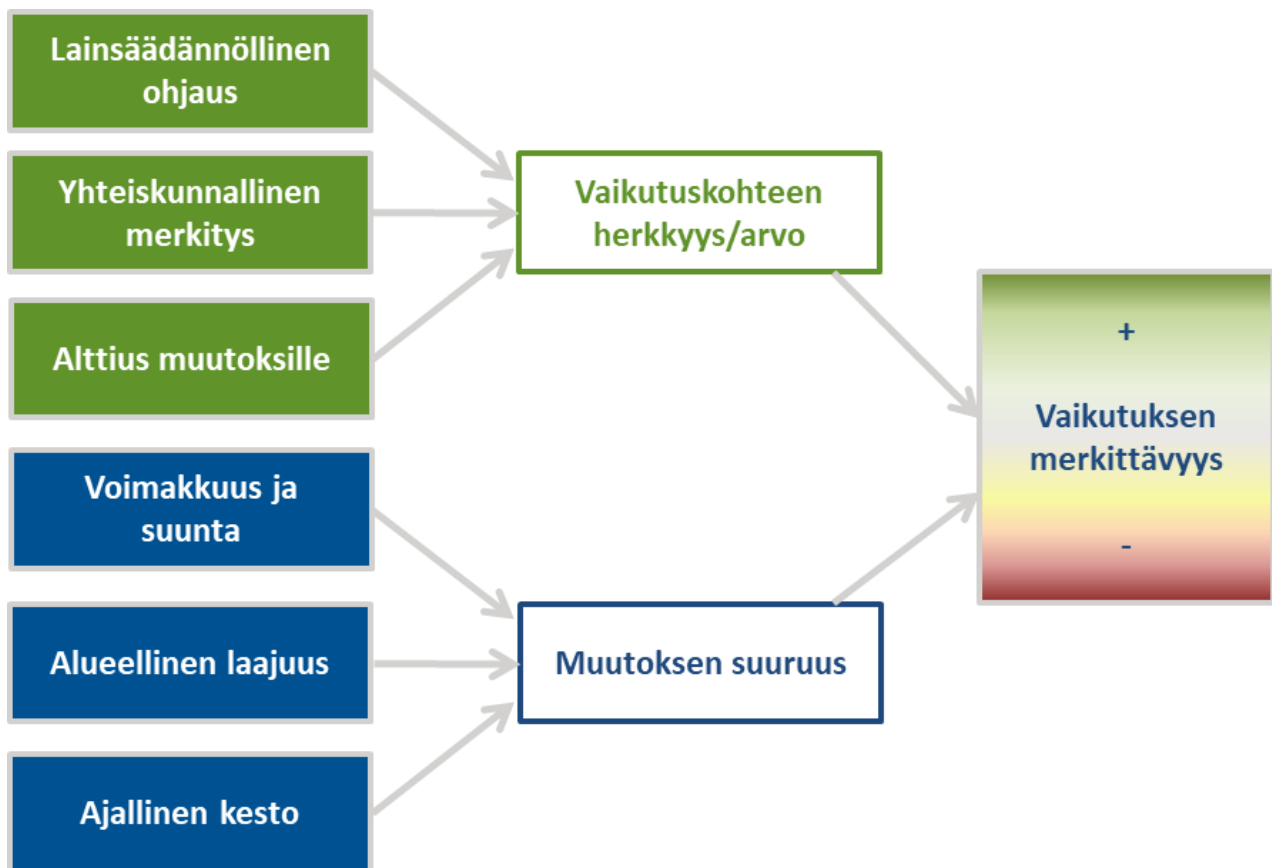 Lainsäädännöllinen
ohjaus
Yhteiskunnallinen
merkitys
Alttius muutoksille
Voimakkuus ja
suunta
Alueellinen laajuus
Ajallinen kesto
Vaikutuskohteen
herkkyys/arvo
Muutoksen suuruus
+
Vaikutuksen
merkittävyys
-